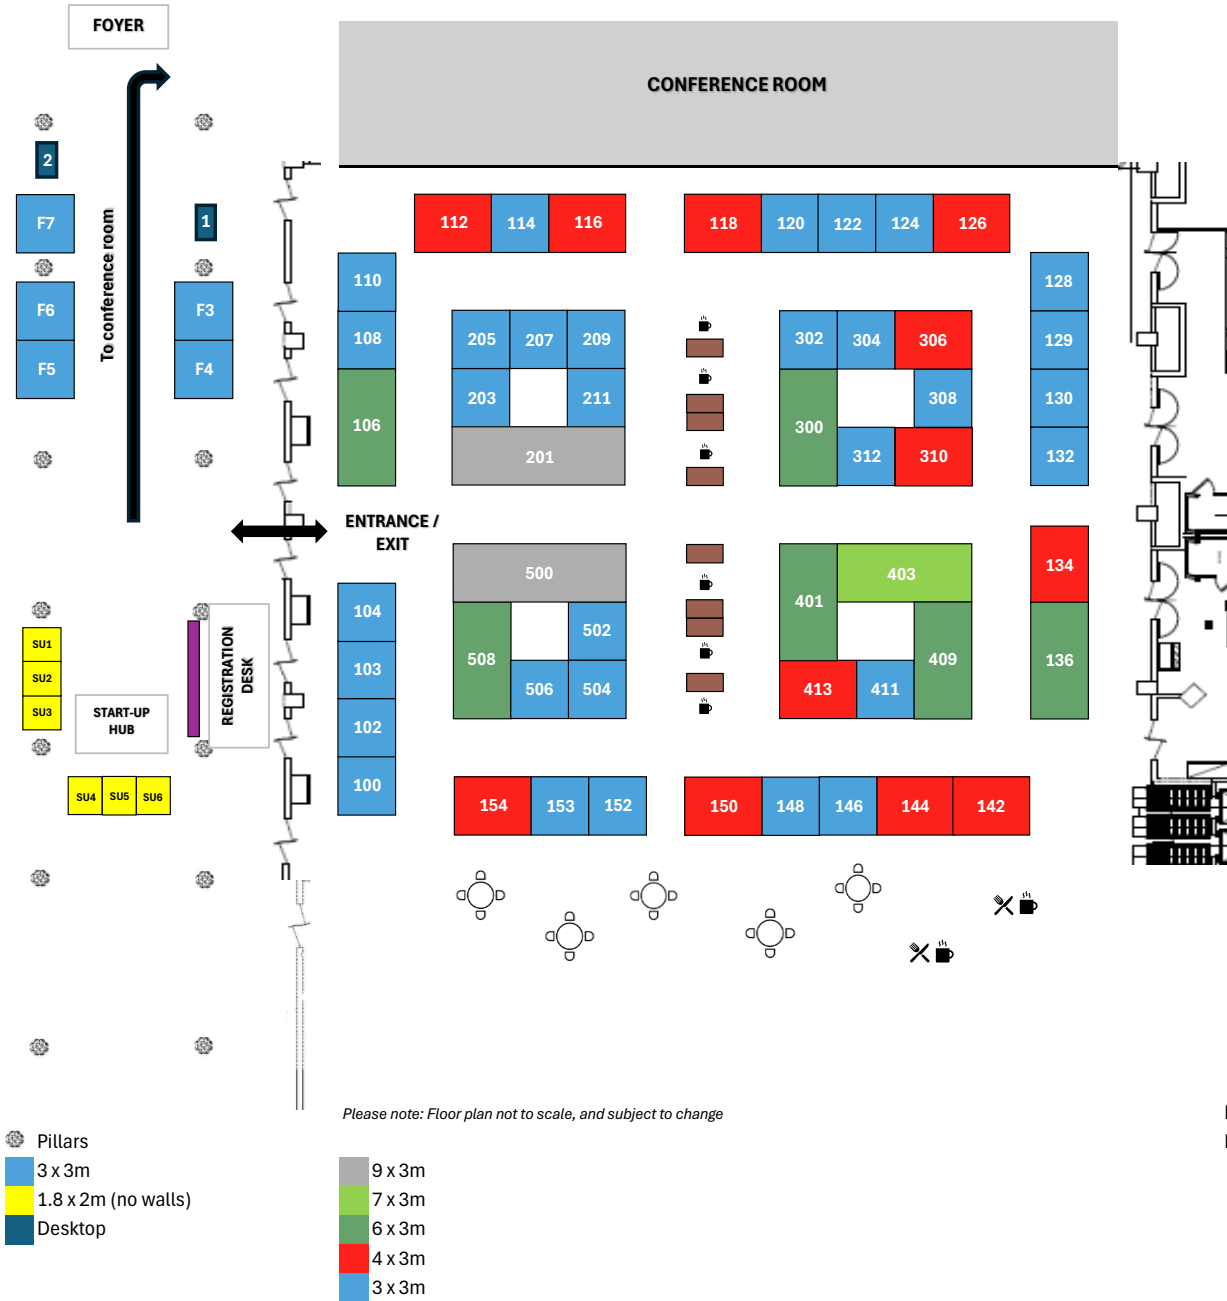 FOYER
CONFERENCE ROOM
2
F7
1
To conference room
F6
F3
F5
F4
112
114
116
118
120
122
124
126
110
128
108
205
207
209
302
304
306
129
106
203
211
300
308
130
201
312
310
132
ENTRANCE /
EXIT
500
401
403
134
104
SU1
SU2
SU3
REGISTRATION
DESK
START-UP
HUB
103
508
502
409
136
506
504
413
411
102
100
SU4
SU5
SU6
154
153
152
150
148
146
144
142
Please note: Floor plan not to scale, and subject to change
Pillars
3 x 3m
1.8 x 2m (no walls)
Desktop
9 x 3m
7 x 3m
6 x 3m
4 x 3m
3 x 3m